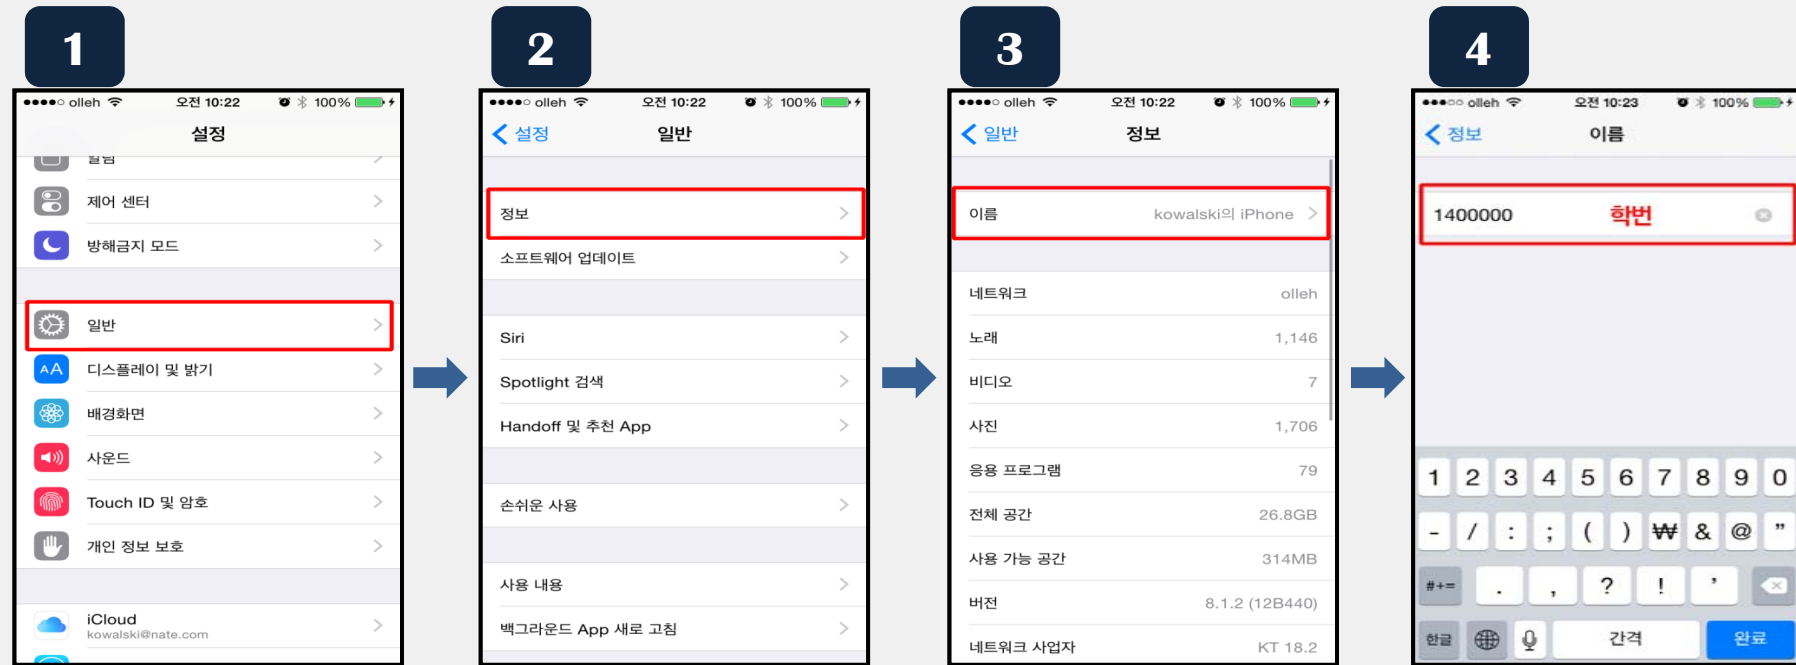 1
olleh 오전 10:22 100%
설정
알림
제어 센터
방해금지 모드
일반
디스플레이 및 밝기
배경화면
사운드
Touch ID 및 암호
개인 정보 보호
iCloud
kowalski@nate.com
2
olleh 오전 10:22 100%
설정 일반
정보
소프트웨어 업데이트
Siri
Spotlight 검색
Handoff 및 추천 App
손쉬운 사용
사용 내용
백그라운드 App 새로 고침
3
olleh 오전 10:22 100%
일반 정보
이름 kowalski의 iPhone
네트워크 olleh
노래 1,146
비디오 7
사진 1,706
응용 프로그램 79
전체 공간 26.8GB
사용 가능 공간 314MB
버전 8.1.2 (12B440)
네트워크 사업자 KT 18.2
4
olleh 오전 10:23 100%
정보 이름
1400000 학번
1 2 3 4 5 6 7 8 9 0
- / : ; ( ) ₩ & @ "
#+= . , ? ! '
한글 간격 완료